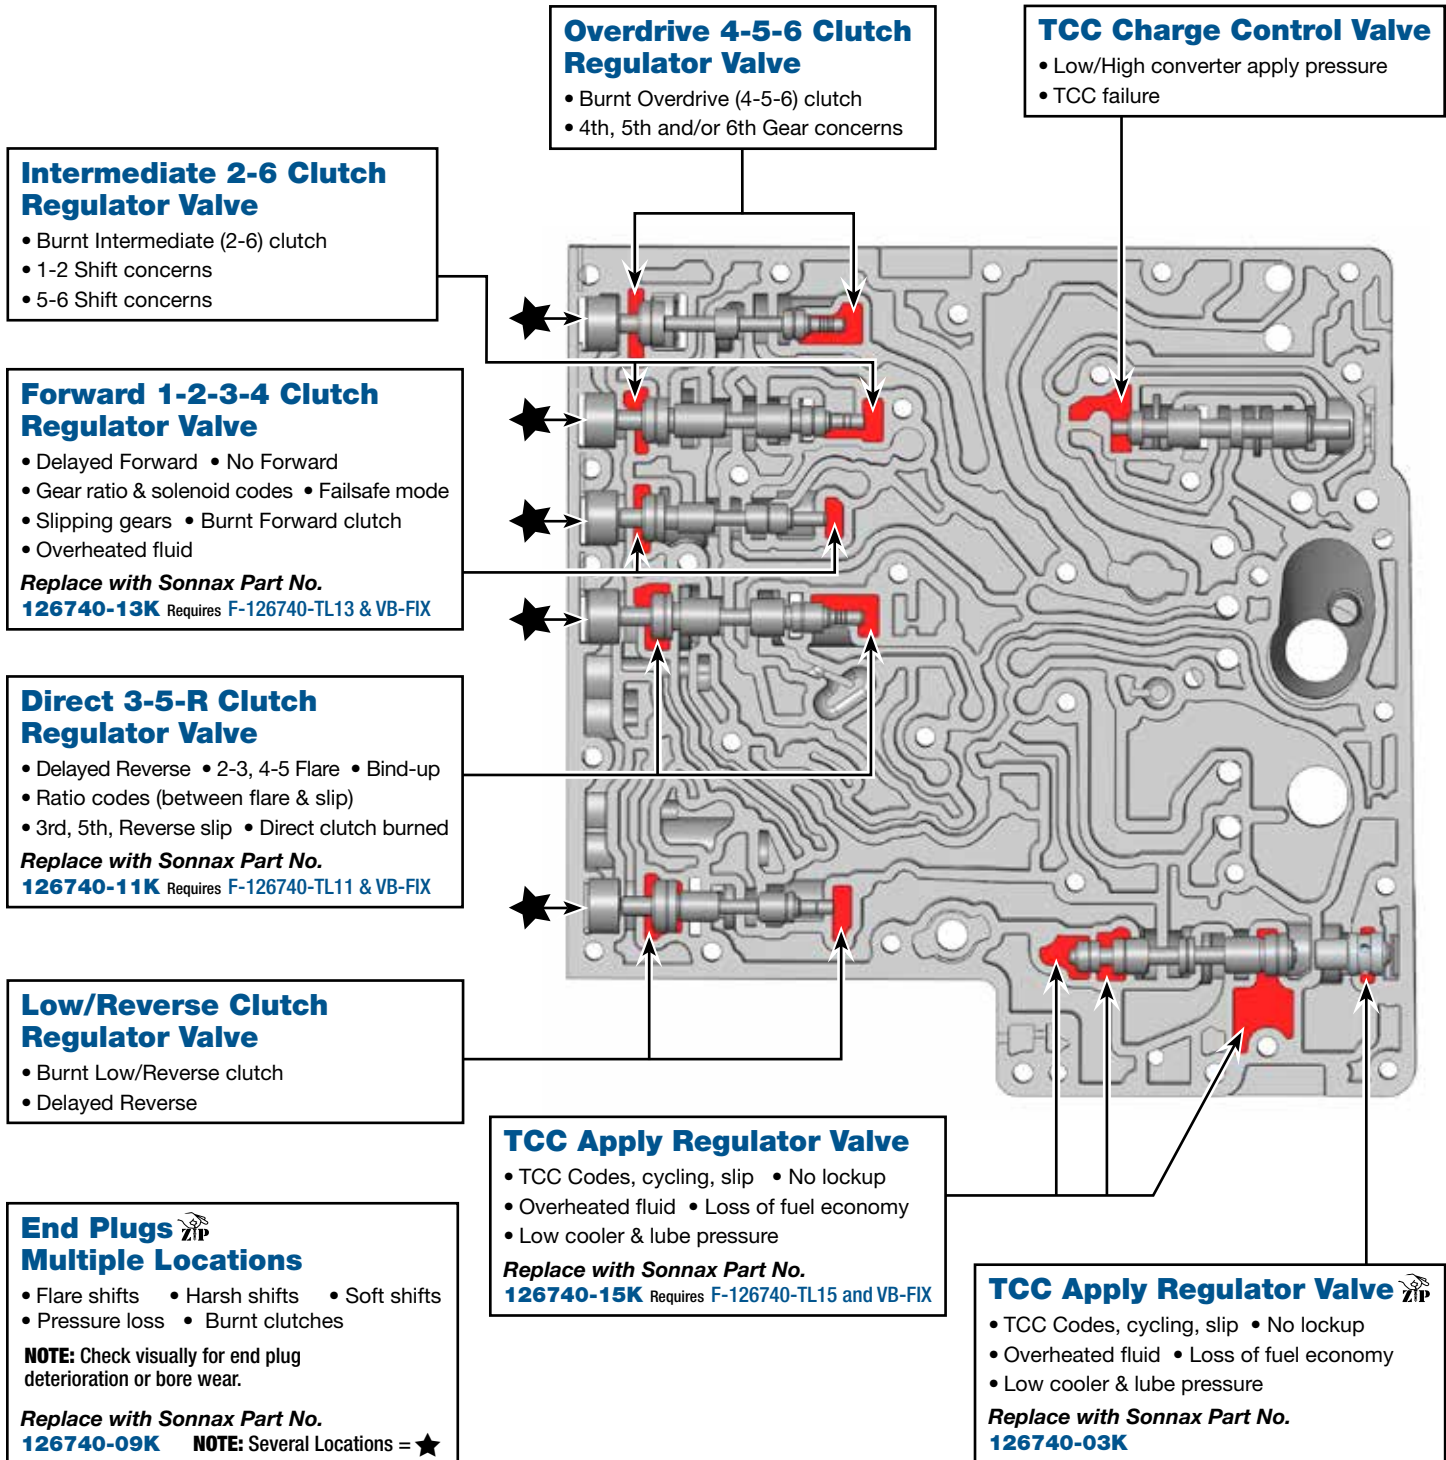 Overdrive 4-5-6 Clutch
Regulator Valve
• Burnt Overdrive (4-5-6) clutch
• 4th, 5th and/or 6th Gear concerns
TCC Charge Control Valve
• Low/High converter apply pressure
• TCC failure
Intermediate 2-6 Clutch
Regulator Valve
• Burnt Intermediate (2-6) clutch
• 1-2 Shift concerns
• 5-6 Shift concerns
Forward 1-2-3-4 Clutch
Regulator Valve
• Delayed Forward • No Forward
• Gear ratio & solenoid codes • Failsafe mode
• Slipping gears • Burnt Forward clutch
• Overheated fluid
Replace with Sonnax Part No.
126740-13K Requires F-126740-TL13 & VB-FIX
Direct 3-5-R Clutch
Regulator Valve
• Delayed Reverse • 2-3, 4-5 Flare • Bind-up
• Ratio codes (between flare & slip)
• 3rd, 5th, Reverse slip • Direct clutch burned
Replace with Sonnax Part No.
126740-11K Requires F-126740-TL11 & VB-FIX
Low/Reverse Clutch
Regulator Valve
• Burnt Low/Reverse clutch
• Delayed Reverse
TCC Apply Regulator Valve
• TCC Codes, cycling, slip • No lockup
• Overheated fluid • Loss of fuel economy
• Low cooler & lube pressure
Replace with Sonnax Part No.
126740-15K Requires F-126740-TL15 and VB-FIX
End Plugs ZIP
Multiple Locations
• Flare shifts • Harsh shifts • Soft shifts
• Pressure loss • Burnt clutches
NOTE: Check visually for end plug
deterioration or bore wear.
Replace with Sonnax Part No.
126740-09K NOTE: Several Locations = ★
TCC Apply Regulator Valve ZIP
• TCC Codes, cycling, slip • No lockup
• Overheated fluid • Loss of fuel economy
• Low cooler & lube pressure
Replace with Sonnax Part No.
126740-03K